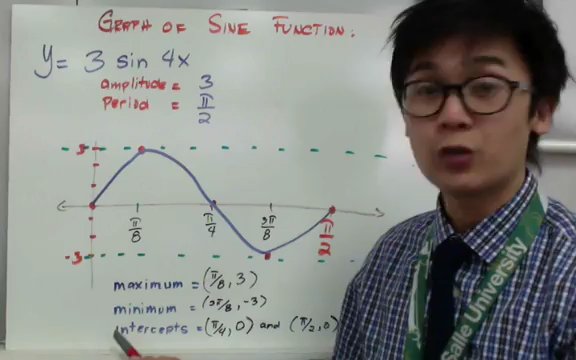 GRAPH OF SINE FUNCTION:
y = 3 sin 4x
amplitude = 3
Period = π/2
3
π/8 π/4 3π/8 π/2
-3
maximum = (π/8, 3)
minimum = (3π/8, -3)
intercepts = (π/4, 0) and (π/2, 0)
Salle University